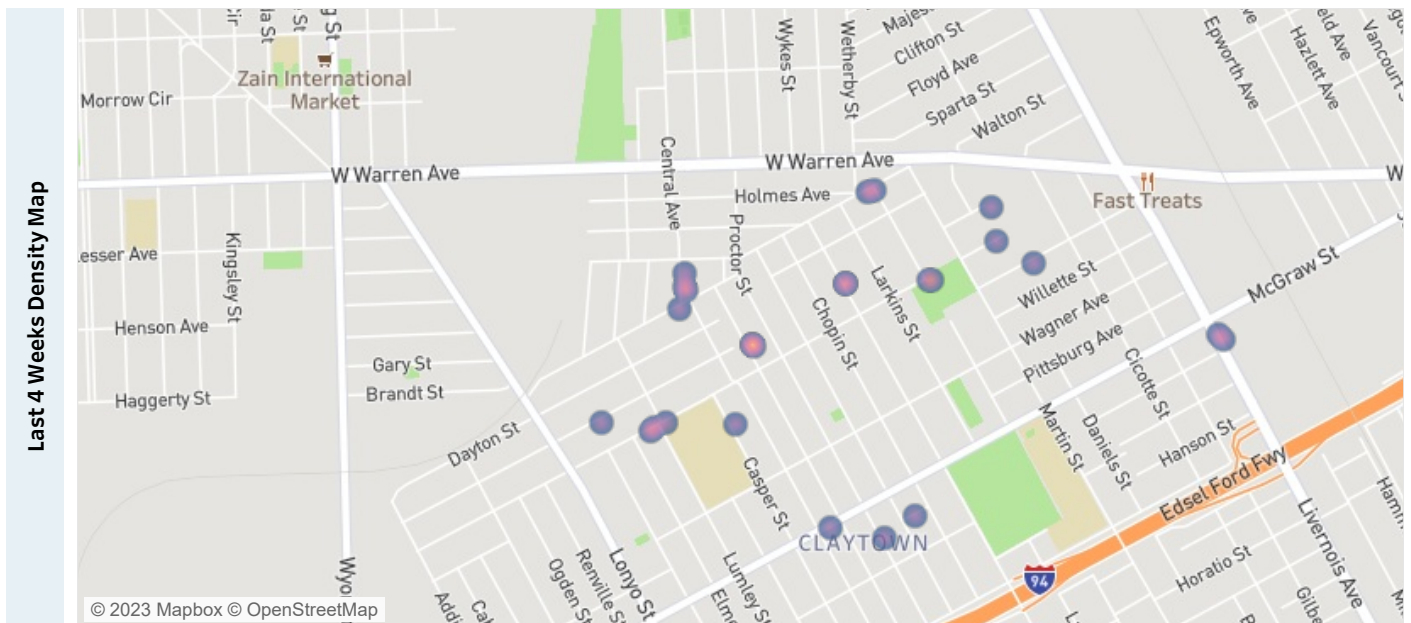 Last 4 Weeks Density Map
Zain International
Market
Morrow Cir
W Warren Ave
W Warren Ave
Central Ave
Wykes St
Wetherby St
Clifton St
Floyd Ave
Sparta St
Walton St
Epworth Ave
Hazlett Ave
Fast Treats
Holmes Ave
Proctor St
Kingsley St
Henson Ave
Haggerty St
Gary St
Brandt St
Dayton St
Chopin St
Larkins St
Willette St
Wagner Ave
Pittsburg Ave
McGraw St
Cicotte St
Martin St
Daniels St
Hanson St
Edsel Ford Fwy
Livernois Ave
Horatio St
Casper St
CLAYTOWN
Lumley St
Lonyo St
Renville S
Ogden St
94
© 2023 Mapbox © OpenStreetMap